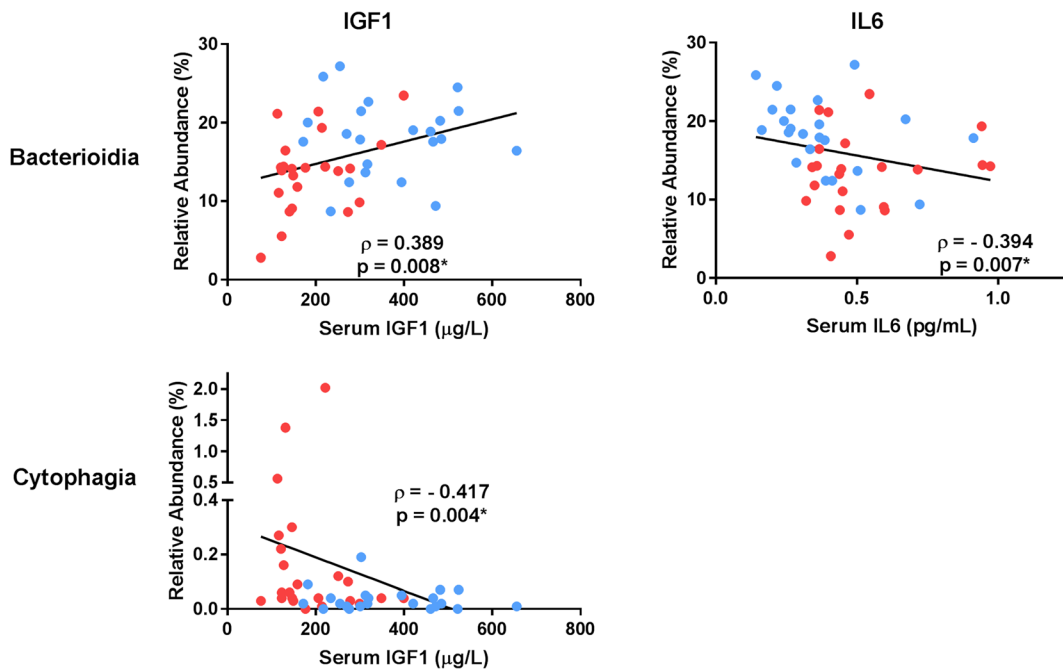 IGF1
IL6
Bacterioidia
Relative Abundance (%)
30
20
10
0
ρ = 0.389
p = 0.008*
0
200
400
600
800
Serum IGF1 (μg/L)
Relative Abundance (%)
30
20
10
0
ρ = - 0.394
p = 0.007*
0.0
0.5
1.0
Serum IL6 (pg/mL)
Cytophagia
Relative Abundance (%)
2.0
1.5
1.0
0.5
0.4
0.2
0.0
ρ = - 0.417
p = 0.004*
0
200
400
600
800
Serum IGF1 (μg/L)